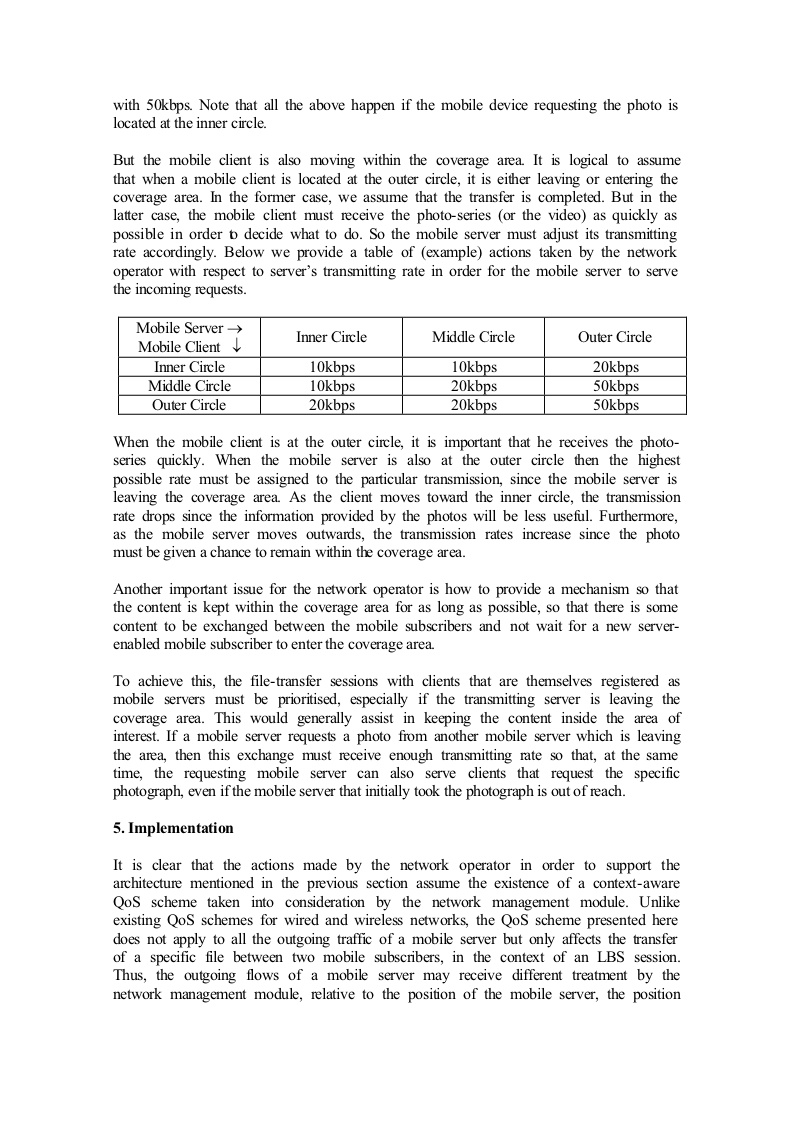 with 50kbps. Note that all the above happen if the mobile device requesting the photo is
located at the inner circle.
But the mobile client is also moving within the coverage area. It is logical to assume
that when a mobile client is located at the outer circle, it is either leaving or entering the
coverage area. In the former case, we assume that the transfer is completed. But in the
latter case, the mobile client must receive the photo-series (or the video) as quickly as
possible in order to decide what to do. So the mobile server must adjust its transmitting
rate accordingly. Below we provide a table of (example) actions taken by the network
operator with respect to server's transmitting rate in order for the mobile server to serve
the incoming requests.
Mobile Server → Inner Circle Middle Circle Outer Circle
Mobile Client ↓
Inner Circle 10kbps 10kbps 20kbps
Middle Circle 10kbps 20kbps 50kbps
Outer Circle 20kbps 20kbps 50kbps
When the mobile client is at the outer circle, it is important that he receives the photo-
series quickly. When the mobile server is also at the outer circle then the highest
possible rate must be assigned to the particular transmission, since the mobile server is
leaving the coverage area. As the client moves toward the inner circle, the transmission
rate drops since the information provided by the photos will be less useful. Furthermore,
as the mobile server moves outwards, the transmission rates increase since the photo
must be given a chance to remain within the coverage area.
Another important issue for the network operator is how to provide a mechanism so that
the content is kept within the coverage area for as long as possible, so that there is some
content to be exchanged between the mobile subscribers and not wait for a new server-
enabled mobile subscriber to enter the coverage area.
To achieve this, the file-transfer sessions with clients that are themselves registered as
mobile servers must be prioritised, especially if the transmitting server is leaving the
coverage area. This would generally assist in keeping the content inside the area of
interest. If a mobile server requests a photo from another mobile server which is leaving
the area, then this exchange must receive enough transmitting rate so that, at the same
time, the requesting mobile server can also serve clients that request the specific
photograph, even if the mobile server that initially took the photograph is out of reach.
5. Implementation
It is clear that the actions made by the network operator in order to support the
architecture mentioned in the previous section assume the existence of a context-aware
QoS scheme taken into consideration by the network management module. Unlike
existing QoS schemes for wired and wireless networks, the QoS scheme presented here
does not apply to all the outgoing traffic of a mobile server but only affects the transfer
of a specific file between two mobile subscribers, in the context of an LBS session.
Thus, the outgoing flows of a mobile server may receive different treatment by the
network management module, relative to the position of the mobile server, the position